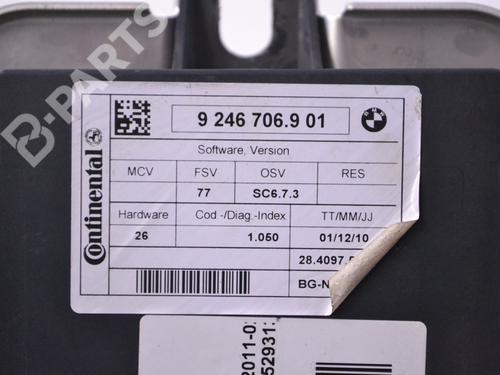 B-PARTS
Continental
9 246 706.9 01
BMW
Software, Version
MCV FSV OSV RES
77 SC6.7.3
Hardware Cod.-/Diag.-Index TT/MM/JJ
26 1.050 01/12/10
28.4097.
BG-N
2011-0
52931